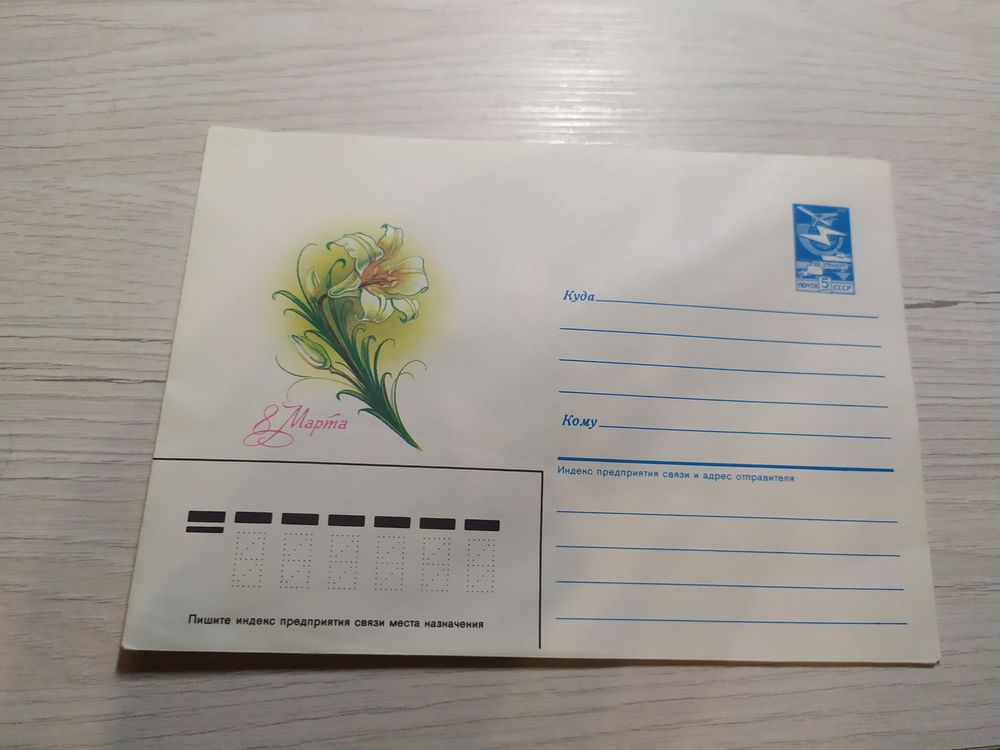 ПОЧТА 5 СССР
Куда
8 Марта
Кому
Индекс предприятия связи и адрес отправителя
Пишите индекс предприятия связи места назначения